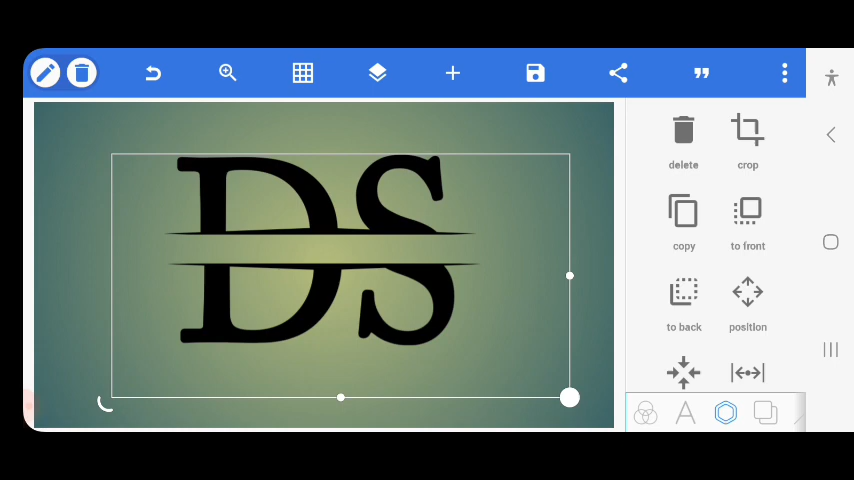 DS
delete crop
copy to front
to back position
A